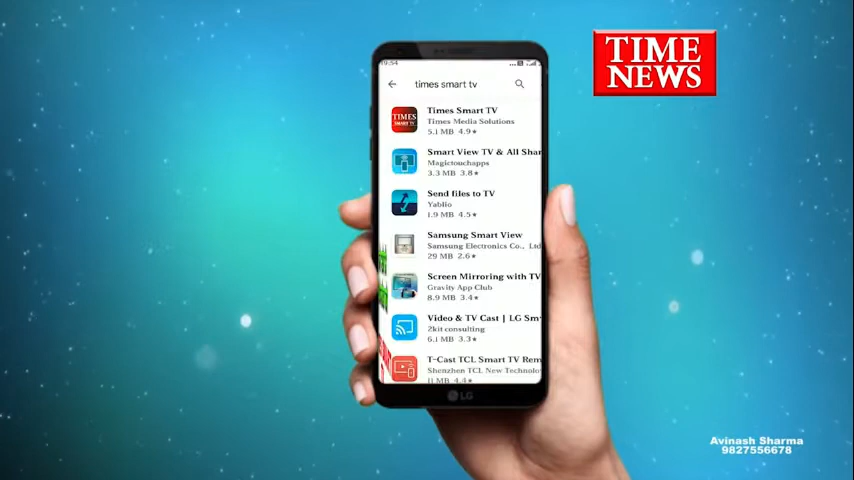 TIME
NEWS
19:54
times smart tv
TIMES
SMART TV
Times Smart TV
Times Media Solutions
5.1 MB 4.9★
Smart View TV & All Shar
Magictouchapps
3.3 MB 3.8★
Send files to TV
Yablio
1.9 MB 4.5★
Samsung Smart View
Samsung Electronics Co., Ltd
29 MB 2.6★
Screen Mirroring with TV
Gravity App Club
8.9 MB 3.4★
Video & TV Cast | LG Sm
2kit consulting
6.1 MB 3.3★
T-Cast TCL Smart TV Rem
Shenzhen TCL New Technolo
11 MB 4.4★
LG
Avinash Sharma
9827556678